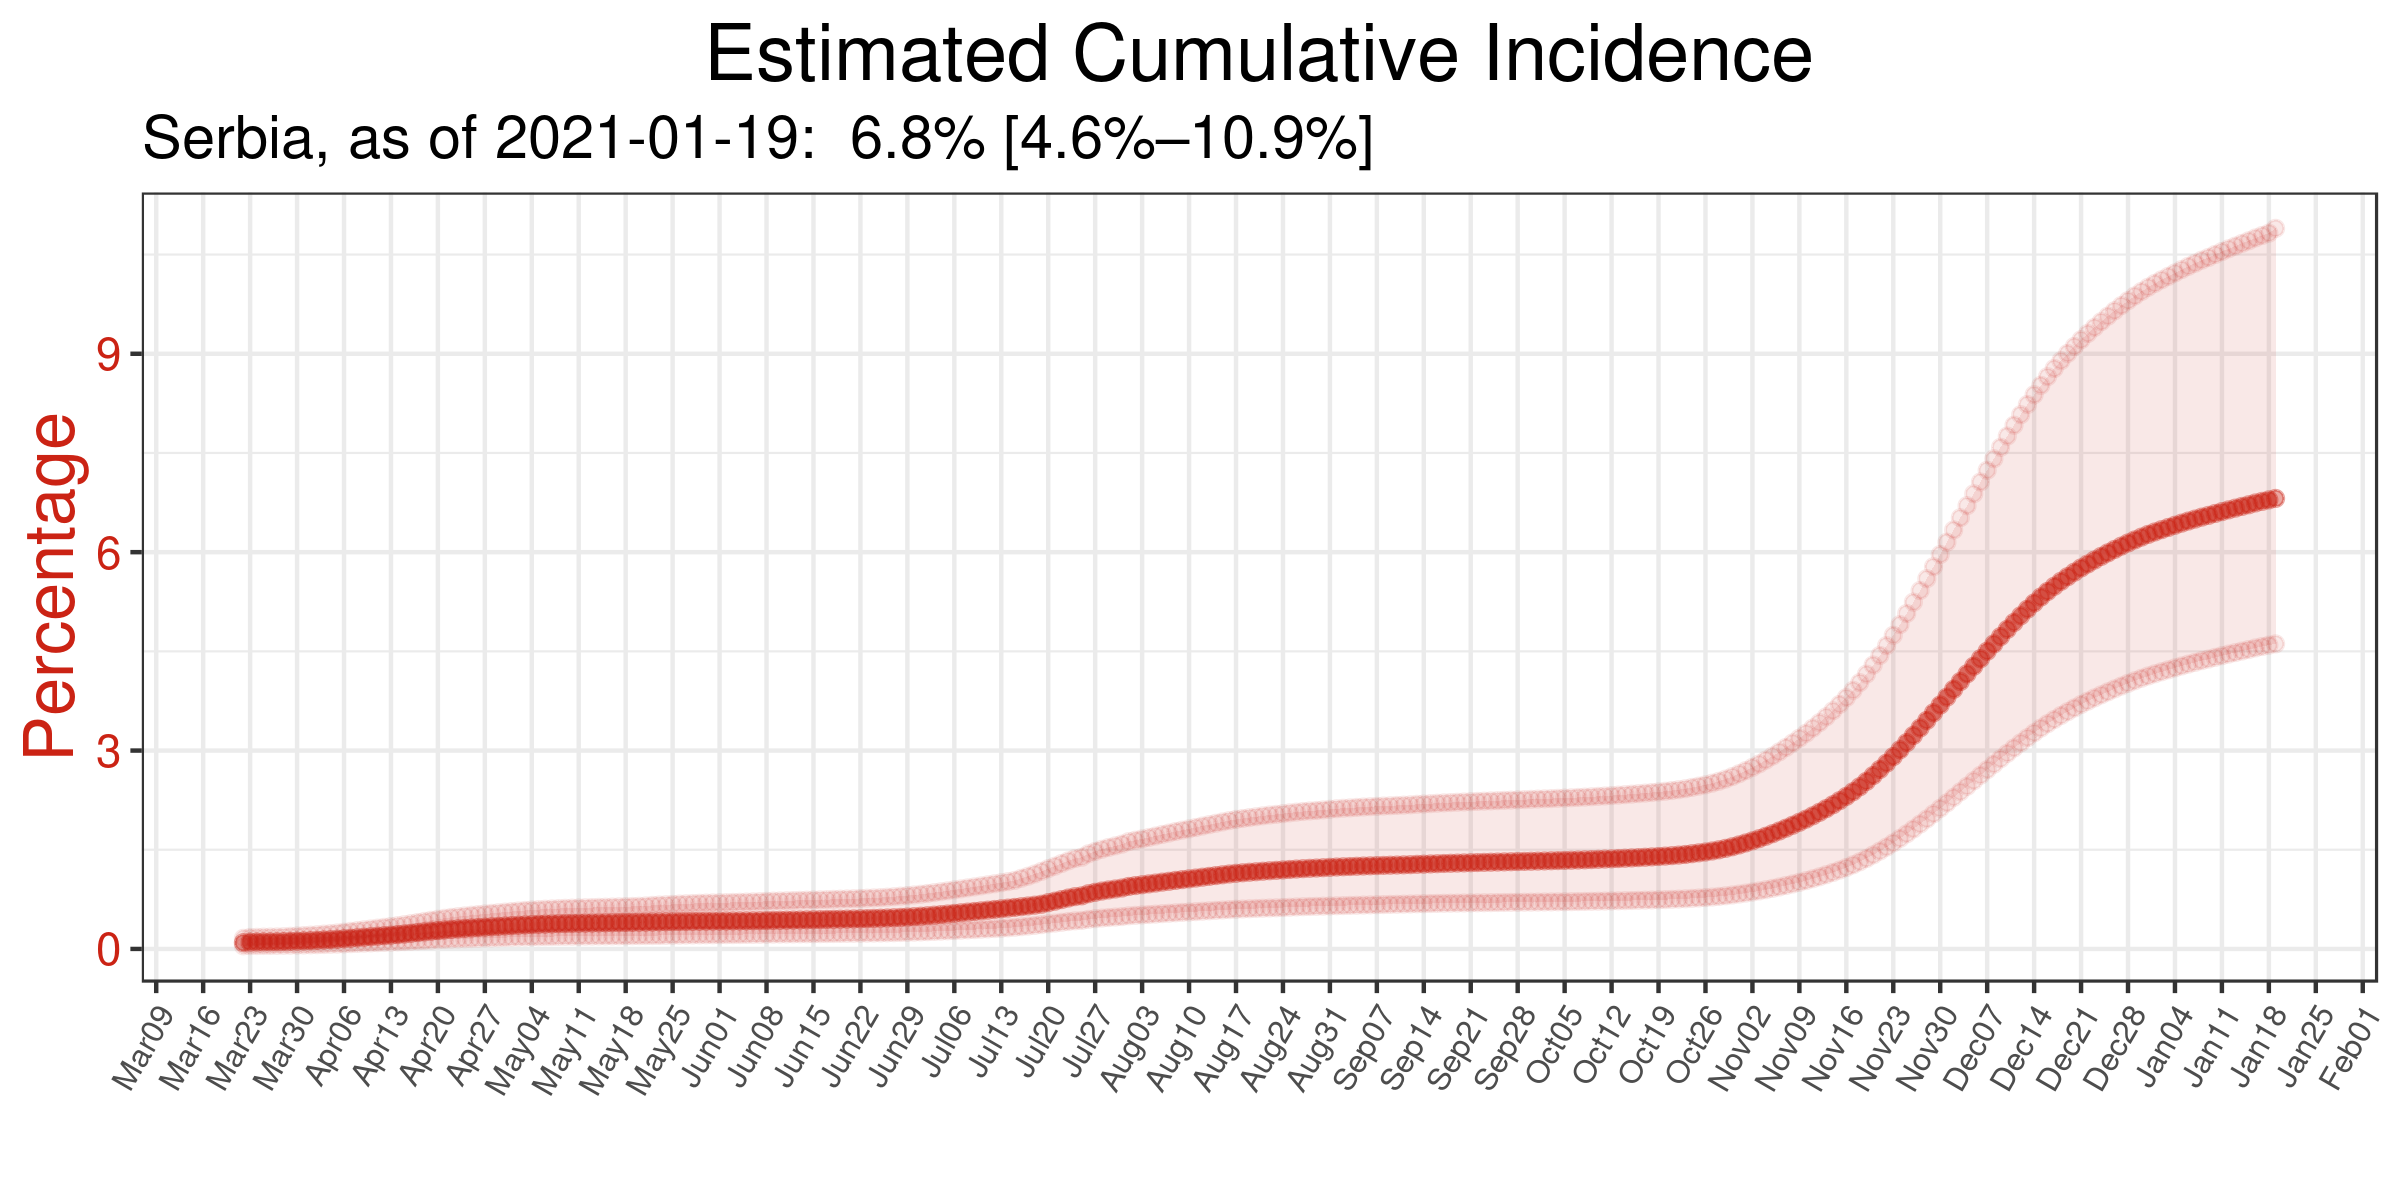 Estimated Cumulative Incidence
Serbia, as of 2021-01-19:  6.8% [4.6%–10.9%]
Percentage
9
6
3
0
Mar09
Mar16
Mar23
Mar30
Apr06
Apr13
Apr20
Apr27
May04
May11
May18
May25
Jun01
Jun08
Jun15
Jun22
Jun29
Jul06
Jul13
Jul20
Jul27
Aug03
Aug10
Aug17
Aug24
Aug31
Sep07
Sep14
Sep21
Sep28
Oct05
Oct12
Oct19
Oct26
Nov02
Nov09
Nov16
Nov23
Nov30
Dec07
Dec14
Dec21
Dec28
Jan04
Jan11
Jan18
Jan25
Feb01